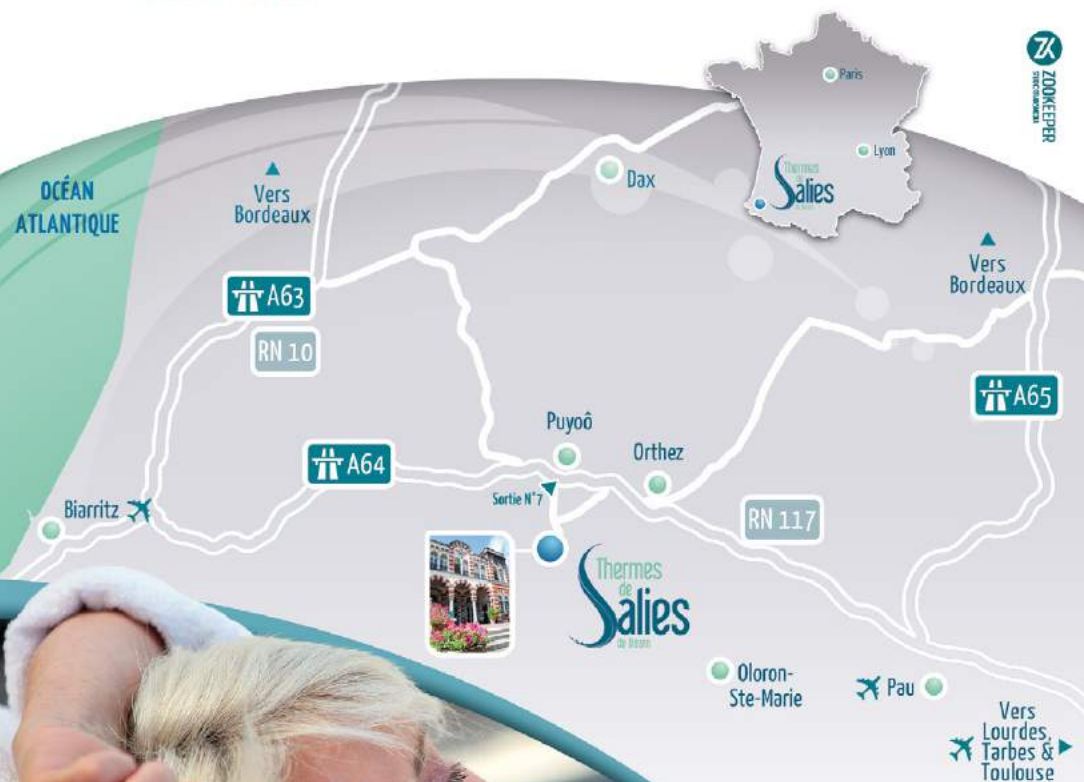 Paris
Lyon
Thermes
de
Salies
ZK
ZOOKEEPER
OCÉAN
ATLANTIQUE
Vers
Bordeaux
Dax
Vers
Bordeaux
A63
RN 10
A65
Puyoô
Orthez
A64
Sortie N°7
Biarritz
RN 117
Thermes
de
Salies
de Béarn
Oloron-
Ste-Marie
Pau
Vers
Lourdes,
Tarbes &
Toulouse